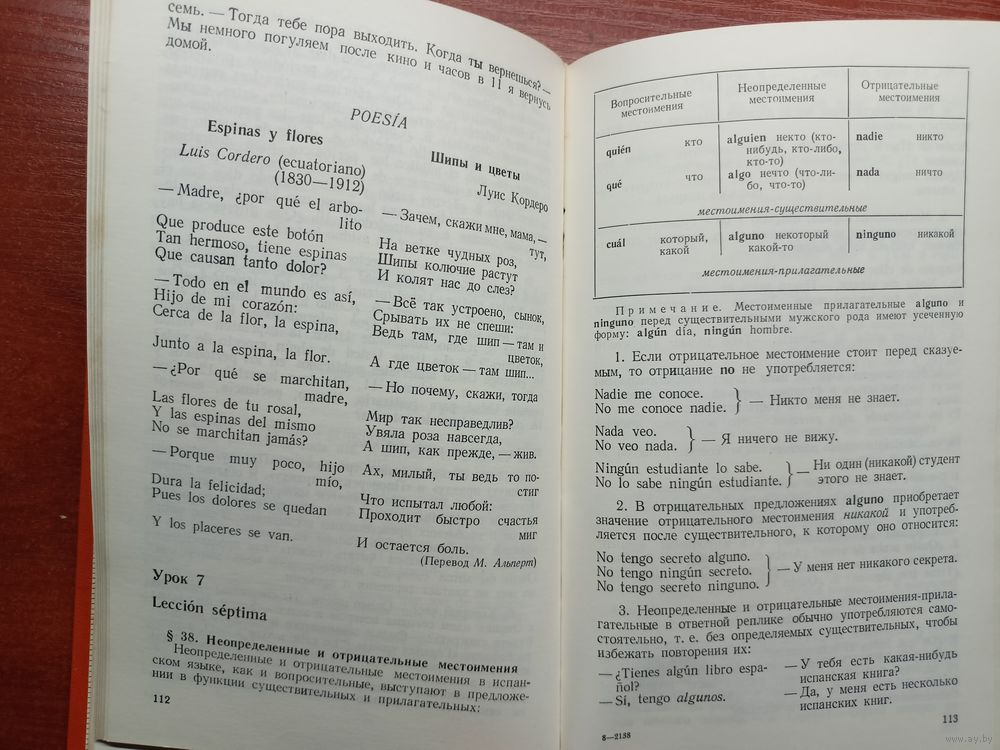 семь. — Тогда тебе пора выходить. Когда ты вернешься? —
Мы немного погуляем после кино и часов в 11 я вернусь
домой.
POESÍA
Espinas y flores
Luis Cordero (ecuatoriano)
(1830—1912)
— Madre, ¿por qué el arbo-
lito
Que produce este botón
Tan hermoso, tiene espinas
Que causan tanto dolor?
— Todo en el mundo es así,
Hijo de mi corazón:
Cerca de la flor, la espina,
Junto a la espina, la flor.
— ¿Por qué se marchitan,
madre,
Las flores de tu rosal,
Y las espinas del mismo
No se marchitan jamás?
— Porque muy poco, hijo
mío,
Dura la felicidad;
Pues los dolores se quedan
Y los placeres se van.
Шипы и цветы
Луис Кордеро
— Зачем, скажи мне, мама, —
тут,
На ветке чудных роз,
Шипы колючие растут
И колят нас до слез?
— Всё так устроено, сынок,
Срывать их не спеши:
Ведь там, где шип — там и
цветок,
А где цветок — там шип...
— Но почему, скажи, тогда
Мир так несправедлив?
Увяла роза навсегда,
А шип, как прежде, — жив.
Ах, милый, ты ведь то по-
стиг
Что испытал любой:
Проходит быстро счастья
миг
И остается боль.
(Перевод М. Альперт)
Урок 7
Lección séptima
§ 38. Неопределенные и отрицательные местоимения
Неопределенные и отрицательные местоимения в испан-
ском языке, как и вопросительные, выступают в предложе-
нии в функции существительных и прилагательных:
112
Вопросительные местоимения
Неопределенные местоимения
Отрицательные местоимения
quién кто
alguien некто (кто-
нибудь, кто-либо,
кто-то)
nadie никто
qué что
algo нечто (что-ли-
бо, что-то)
nada ничто
местоимения-существительные
cuál который,
какой
alguno некоторый
какой-то
ninguno никакой
местоимения-прилагательные
Примечание. Местоименные прилагательные alguno и
ninguno перед существительными мужского рода имеют усеченную
форму: algún día, ningún hombre.
1. Если отрицательное местоимение стоит перед сказуе-
мым, то отрицание no не употребляется:
Nadie me conoce.
No me conoce nadie. } — Никто меня не знает.
Nada veo.
No veo nada. } — Я ничего не вижу.
Ningún estudiante lo sabe.
No lo sabe ningún estudiante. } — Ни один (никакой) студент
этого не знает.
2. В отрицательных предложениях alguno приобретает
значение отрицательного местоимения никакой и употреб-
ляется после существительного, к которому оно относится:
No tengo secreto alguno.
No tengo ningún secreto.
No tengo secreto ninguno. } — У меня нет никакого секрета.
3. Неопределенные и отрицательные местоимения-прила-
гательные в ответной реплике обычно употребляются само-
стоятельно, т. е. без определяемых существительных, чтобы
избежать повторения их:
— ¿Tienes algún libro espa-
ñol?
— Sí, tengo algunos.
— У тебя есть какая-нибудь
испанская книга?
— Да, у меня есть несколько
испанских книг.
8—2138
113
www.ay.by